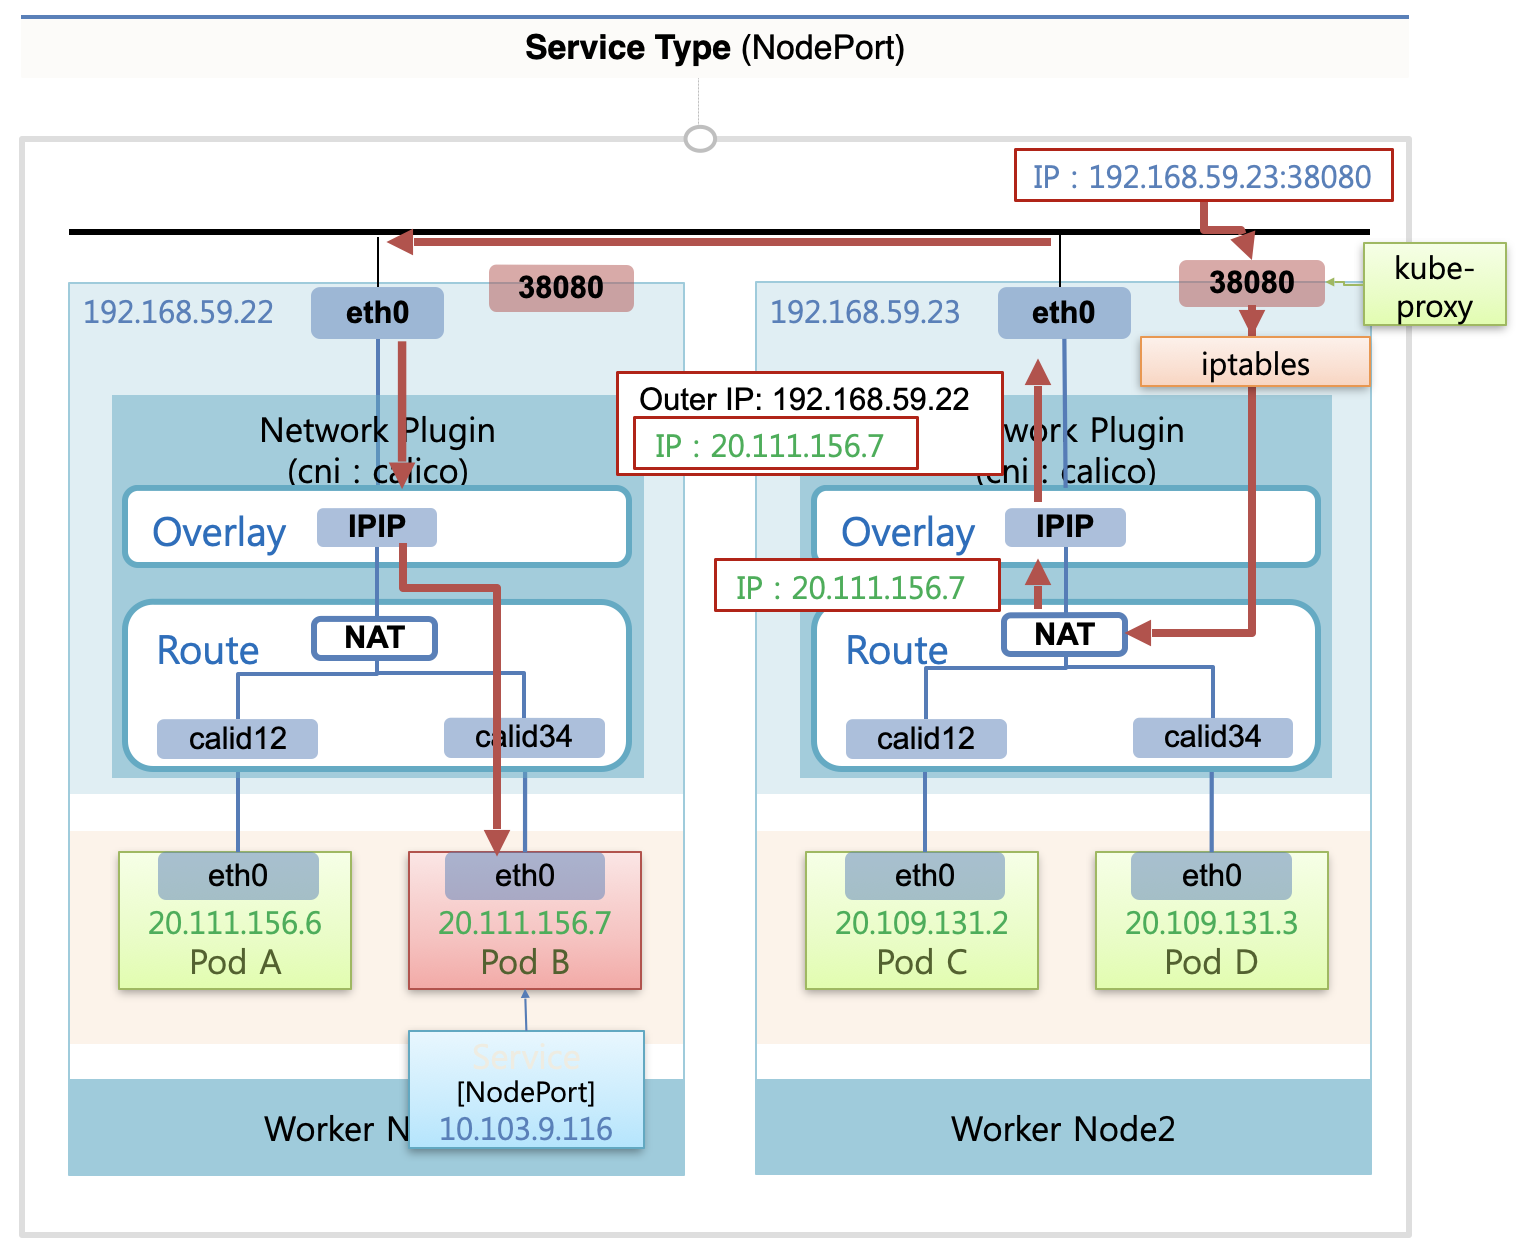 Service Type (NodePort)
IP : 192.168.59.23:38080
kube-
proxy
38080
38080
192.168.59.22
eth0
192.168.59.23
eth0
iptables
Outer IP: 192.168.59.22
IP : 20.111.156.7
Network Plugin
(cni : calico)
work Plugin
(cni : calico)
Overlay
IPIP
Overlay
IPIP
IP : 20.111.156.7
Route
NAT
Route
NAT
calid12
calid34
calid12
calid34
eth0
20.111.156.6
Pod A
eth0
20.111.156.7
Pod B
eth0
20.109.131.2
Pod C
eth0
20.109.131.3
Pod D
Service
[NodePort]
10.103.9.116
Worker N
Worker Node2